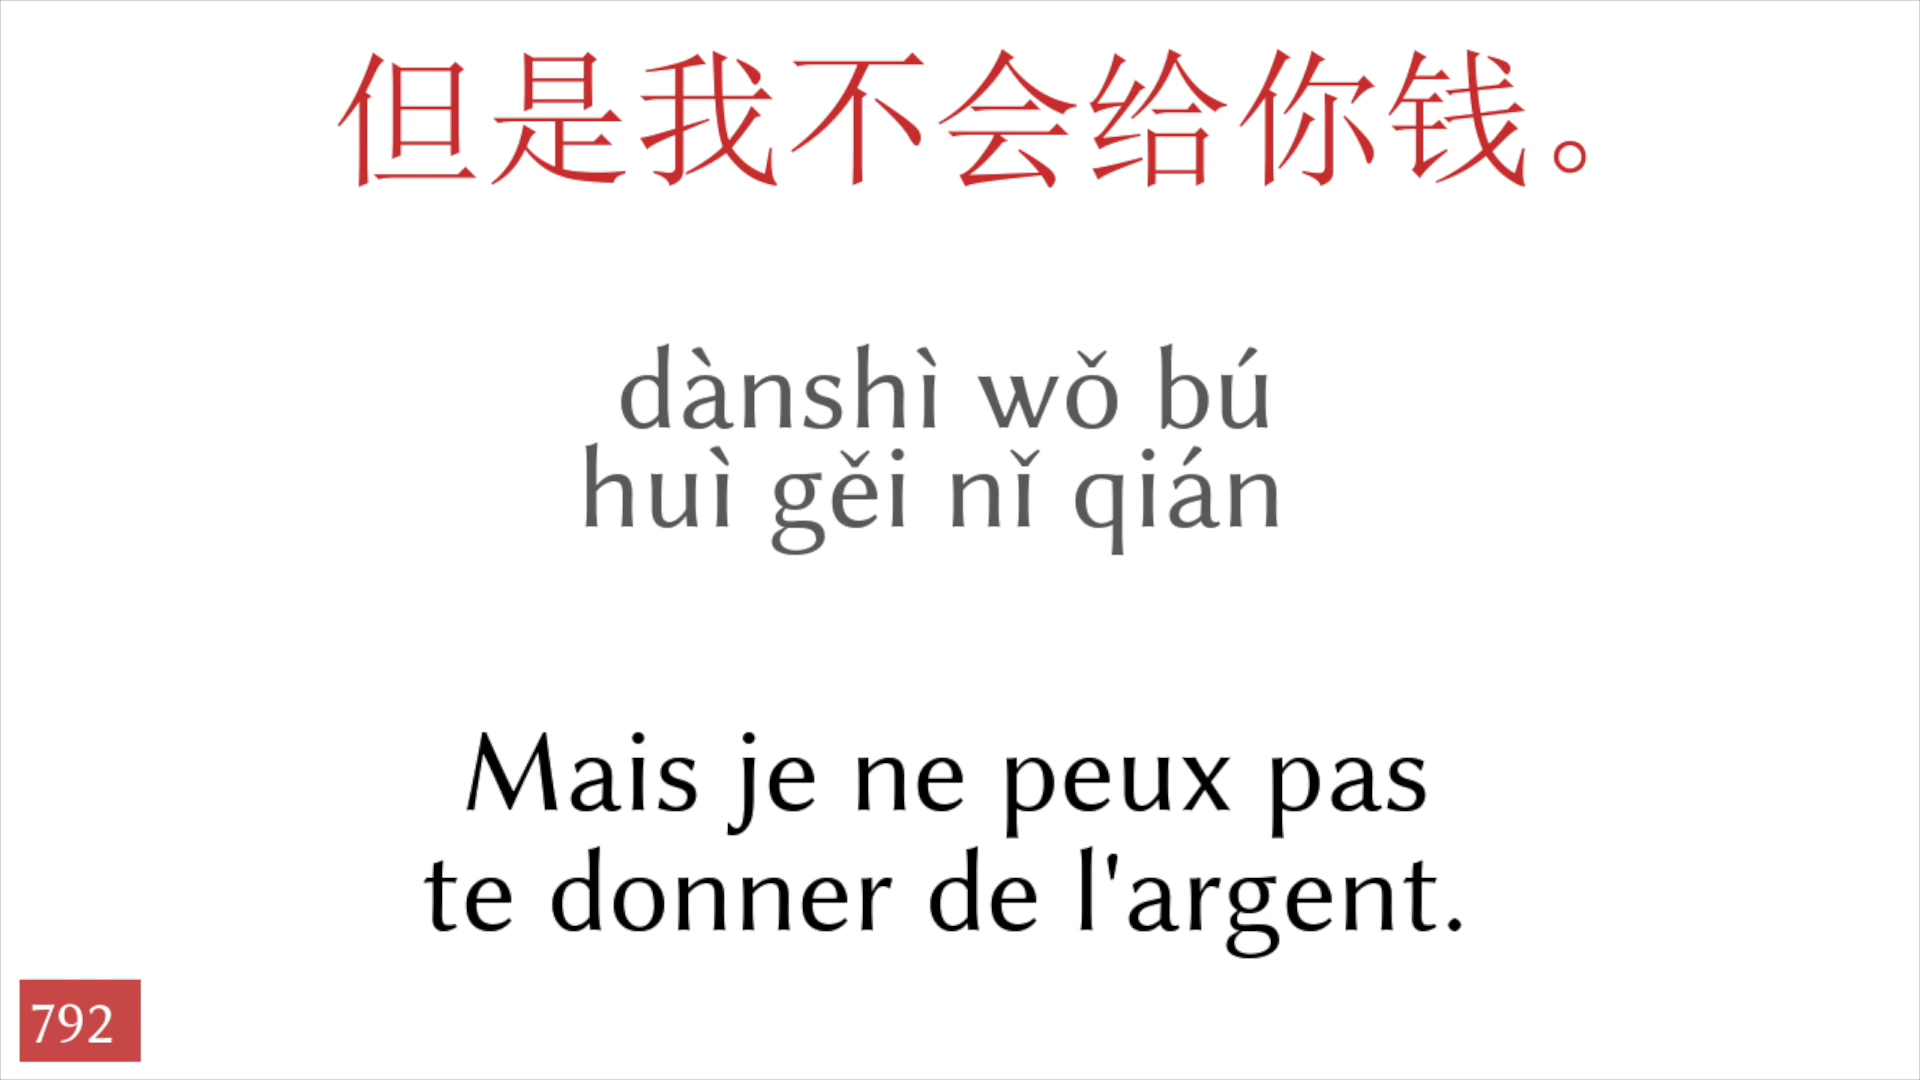 但是我不会给你钱。
dànshì wǒ bú
huì gěi nǐ qián
Mais je ne peux pas
te donner de l'argent.
792